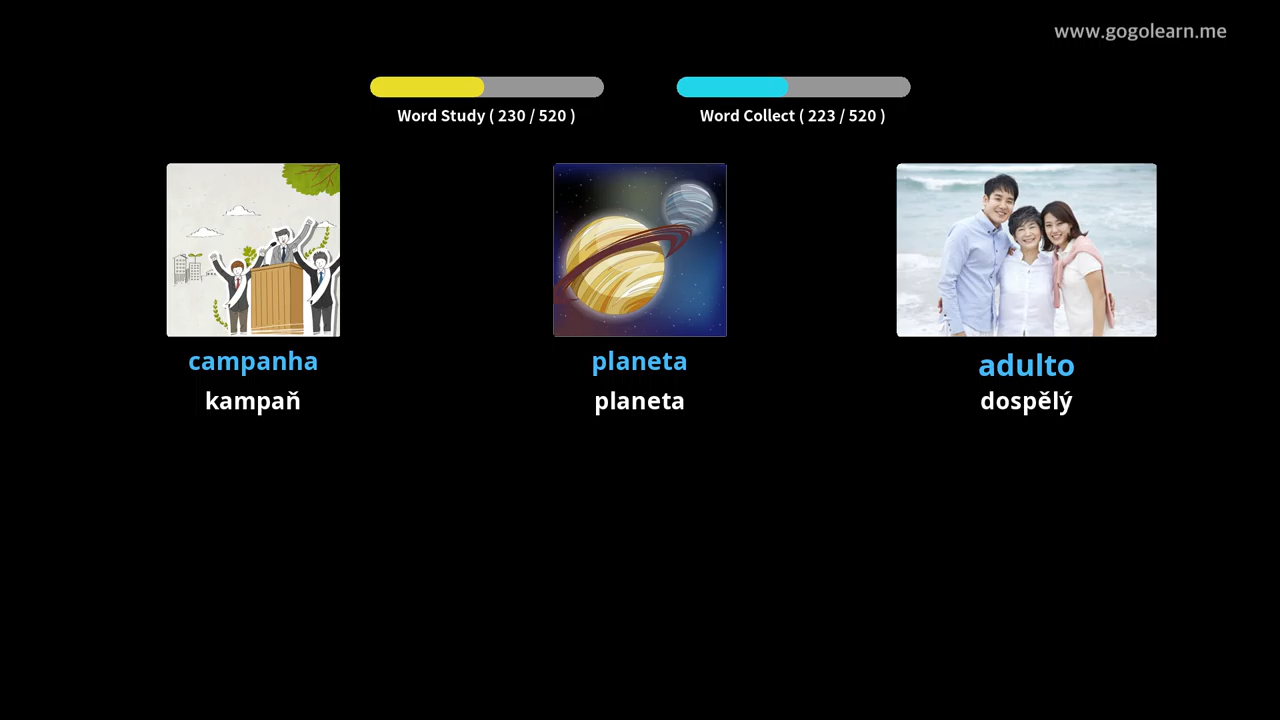 www.gogolearn.me
Word Study ( 230 / 520 )
Word Collect ( 223 / 520 )
campanha
kampaň
planeta
planeta
adulto
dospělý